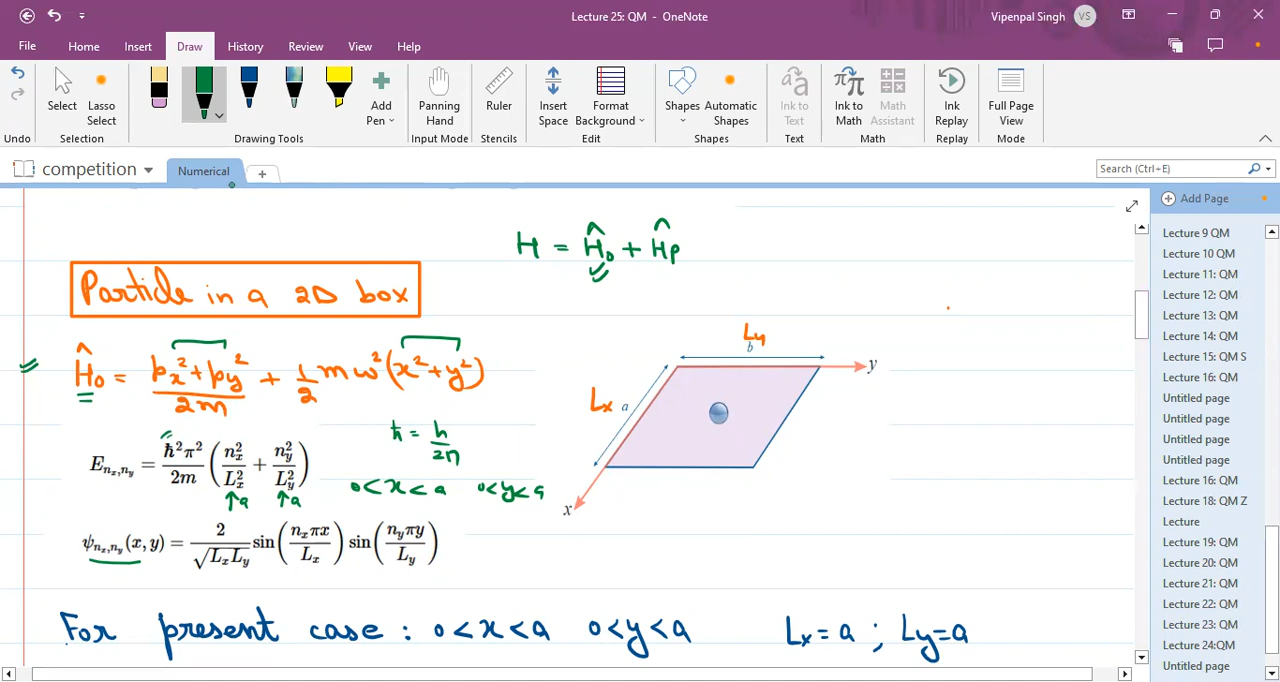 Lecture 25: QM - OneNote
Vipenpal Singh VS
File Home Insert Draw History Review View Help
Undo
Select
Lasso Select
Add Pen
Panning Hand
Ruler
Insert Space
Format Background
Shapes
Automatic Shapes
Ink to Text
Ink to Math
Math Assistant
Ink Replay
Full Page View
Selection Drawing Tools Input Mode Stencils Edit Shapes Text Math Replay Mode
competition Numerical + Search (Ctrl+E)
H = Ĥ₀ + Ĥp
Particle in a 2D box
Ĥ₀ = (px² + py²)/2m + 1/2 mω²(x² + y²)
E_{nx,ny} = ħ²π²/2m (nx²/Lx² + ny²/Ly²)
ħ = h/2π
↑a ↑a
0<x<a 0<y<a
ψ_{nx,ny}(x, y) = 2/√(LxLy) sin(nxπx/Lx) sin(nyπy/Ly)
Ly
b
y
Lx a
x
For present case : 0<x<a 0<y<a Lx=a ; Ly=a
Add Page
Lecture 9 QM
Lecture 10 QM
Lecture 11: QM
Lecture 12: QM
Lecture 13: QM
Lecture 14: QM
Lecture 15: QM S
Lecture 16: QM
Untitled page
Untitled page
Untitled page
Untitled page
Lecture 16: QM
Lecture 18: QM Z
Lecture
Lecture 19: QM
Lecture 20: QM
Lecture 21: QM
Lecture 22: QM
Lecture 23: QM
Lecture 24:QM
Untitled page